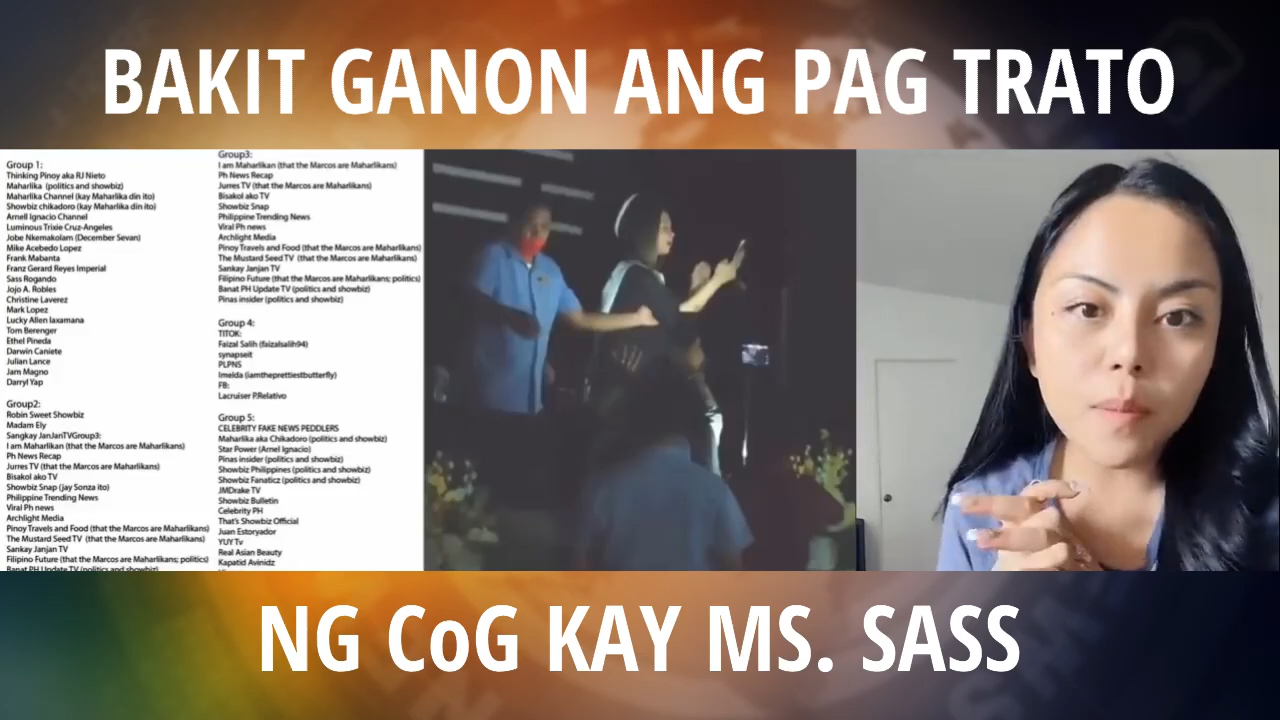 BAKIT GANON ANG PAG TRATO
Group 1:
Thinking Pinoy aka RJ Nieto
Maharlika (politics and showbiz)
Maharlika Channel (kay Maharlika din ito)
Showbiz chikadoro (kay Maharlika din ito)
Arnell Ignacio Channel
Luminous Trixie Cruz-Angeles
Jobe Nkemakolam (December Sevan)
Mike Acebedo Lopez
Frank Mabanta
Franz Gerard Reyes Imperial
Sass Rogando
Jojo A. Robles
Christine Laverez
Mark Lopez
Lucky Allen Iaxamana
Tom Berenger
Ethel Pineda
Darwin Caniete
Julian Lance
Jam Magno
Darryl Yap
Group2:
Robin Sweet Showbiz
Madam Ely
Sangkay JanJanTVGroup3:
I am Maharlikan (that the Marcos are Maharlikans)
Ph News Recap
Jurres TV (that the Marcos are Maharlikans)
Bisakol ako TV
Showbiz Snap (jay Sonza ito)
Philippine Trending News
Viral Ph news
Archlight Media
Pinoy Travels and Food (that the Marcos are Maharlikans)
The Mustard Seed TV (that the Marcos are Maharlikans)
Sankay Janjan TV
Filipino Future (that the Marcos are Maharlikans; politics)
Banat PH Update TV (politics and showbiz)
Group3:
I am Maharlikan (that the Marcos are Maharlikans)
Ph News Recap
Jurres TV (that the Marcos are Maharlikans)
Bisakol ako TV
Showbiz Snap
Philippine Trending News
Viral Ph news
Archlight Media
Pinoy Travels and Food (that the Marcos are Maharlikans)
The Mustard Seed TV (that the Marcos are Maharlikans)
Sankay Janjan TV
Filipino Future (that the Marcos are Maharlikans; politics)
Banat PH Update TV (politics and showbiz)
Pinas insider (politics and showbiz)
Group 4:
TITOK:
Faizal Salih (faizalsalih94)
synapseit
PLPNS
Imelda (iamtheprettiestbutterfly)
FB:
Lacruiser P.Relativo
Group 5:
CELEBRITY FAKE NEWS PEDDLERS
Maharlika aka Chikadoro (politics and showbiz)
Star Power (Arnel Ignacio)
Pinas insider (politics and showbiz)
Showbiz Philippines (politics and showbiz)
Showbiz Fanaticz (politics and showbiz)
JMDrake TV
Showbiz Bulletin
Celebrity PH
That's Showbiz Official
Juan Estoryador
YUY Tv
Real Asian Beauty
Kapatid Avinidz
NG CoG KAY MS. SASS